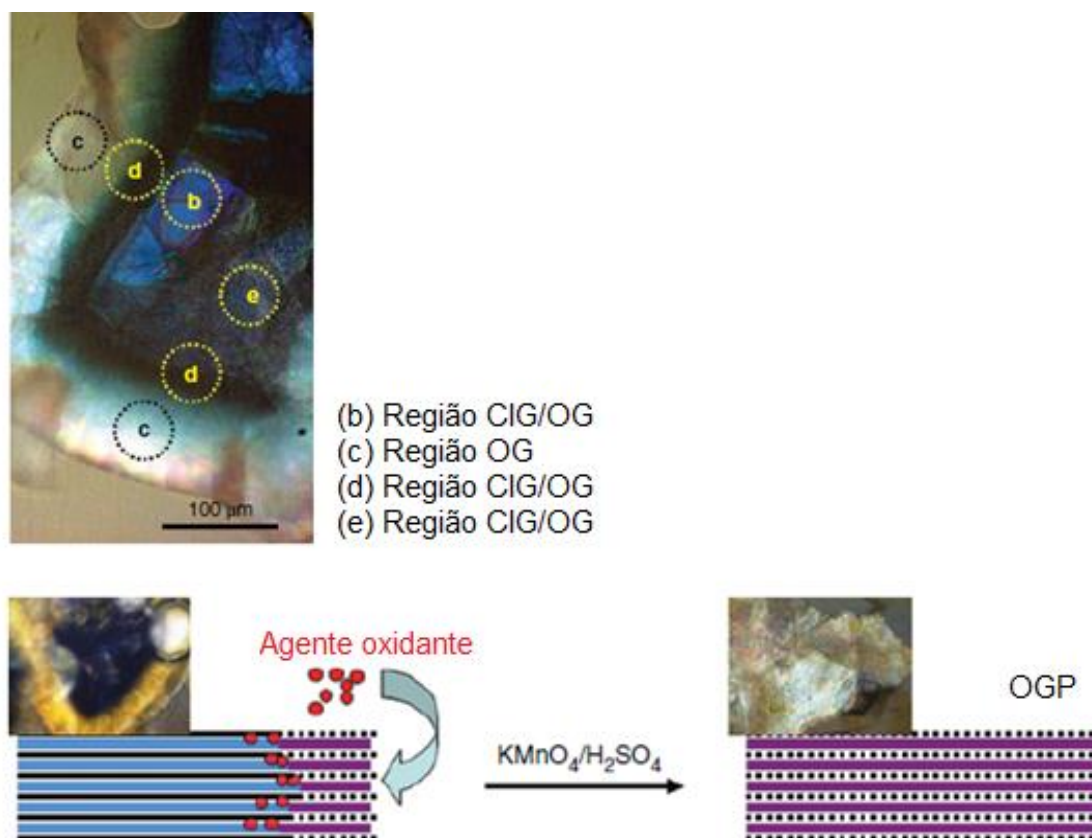 c
d
b
e
d
c
100 µm
(b) Região CIG/OG
(c) Região OG
(d) Região CIG/OG
(e) Região CIG/OG
Agente oxidante
KMnO₄/H₂SO₄
OGP